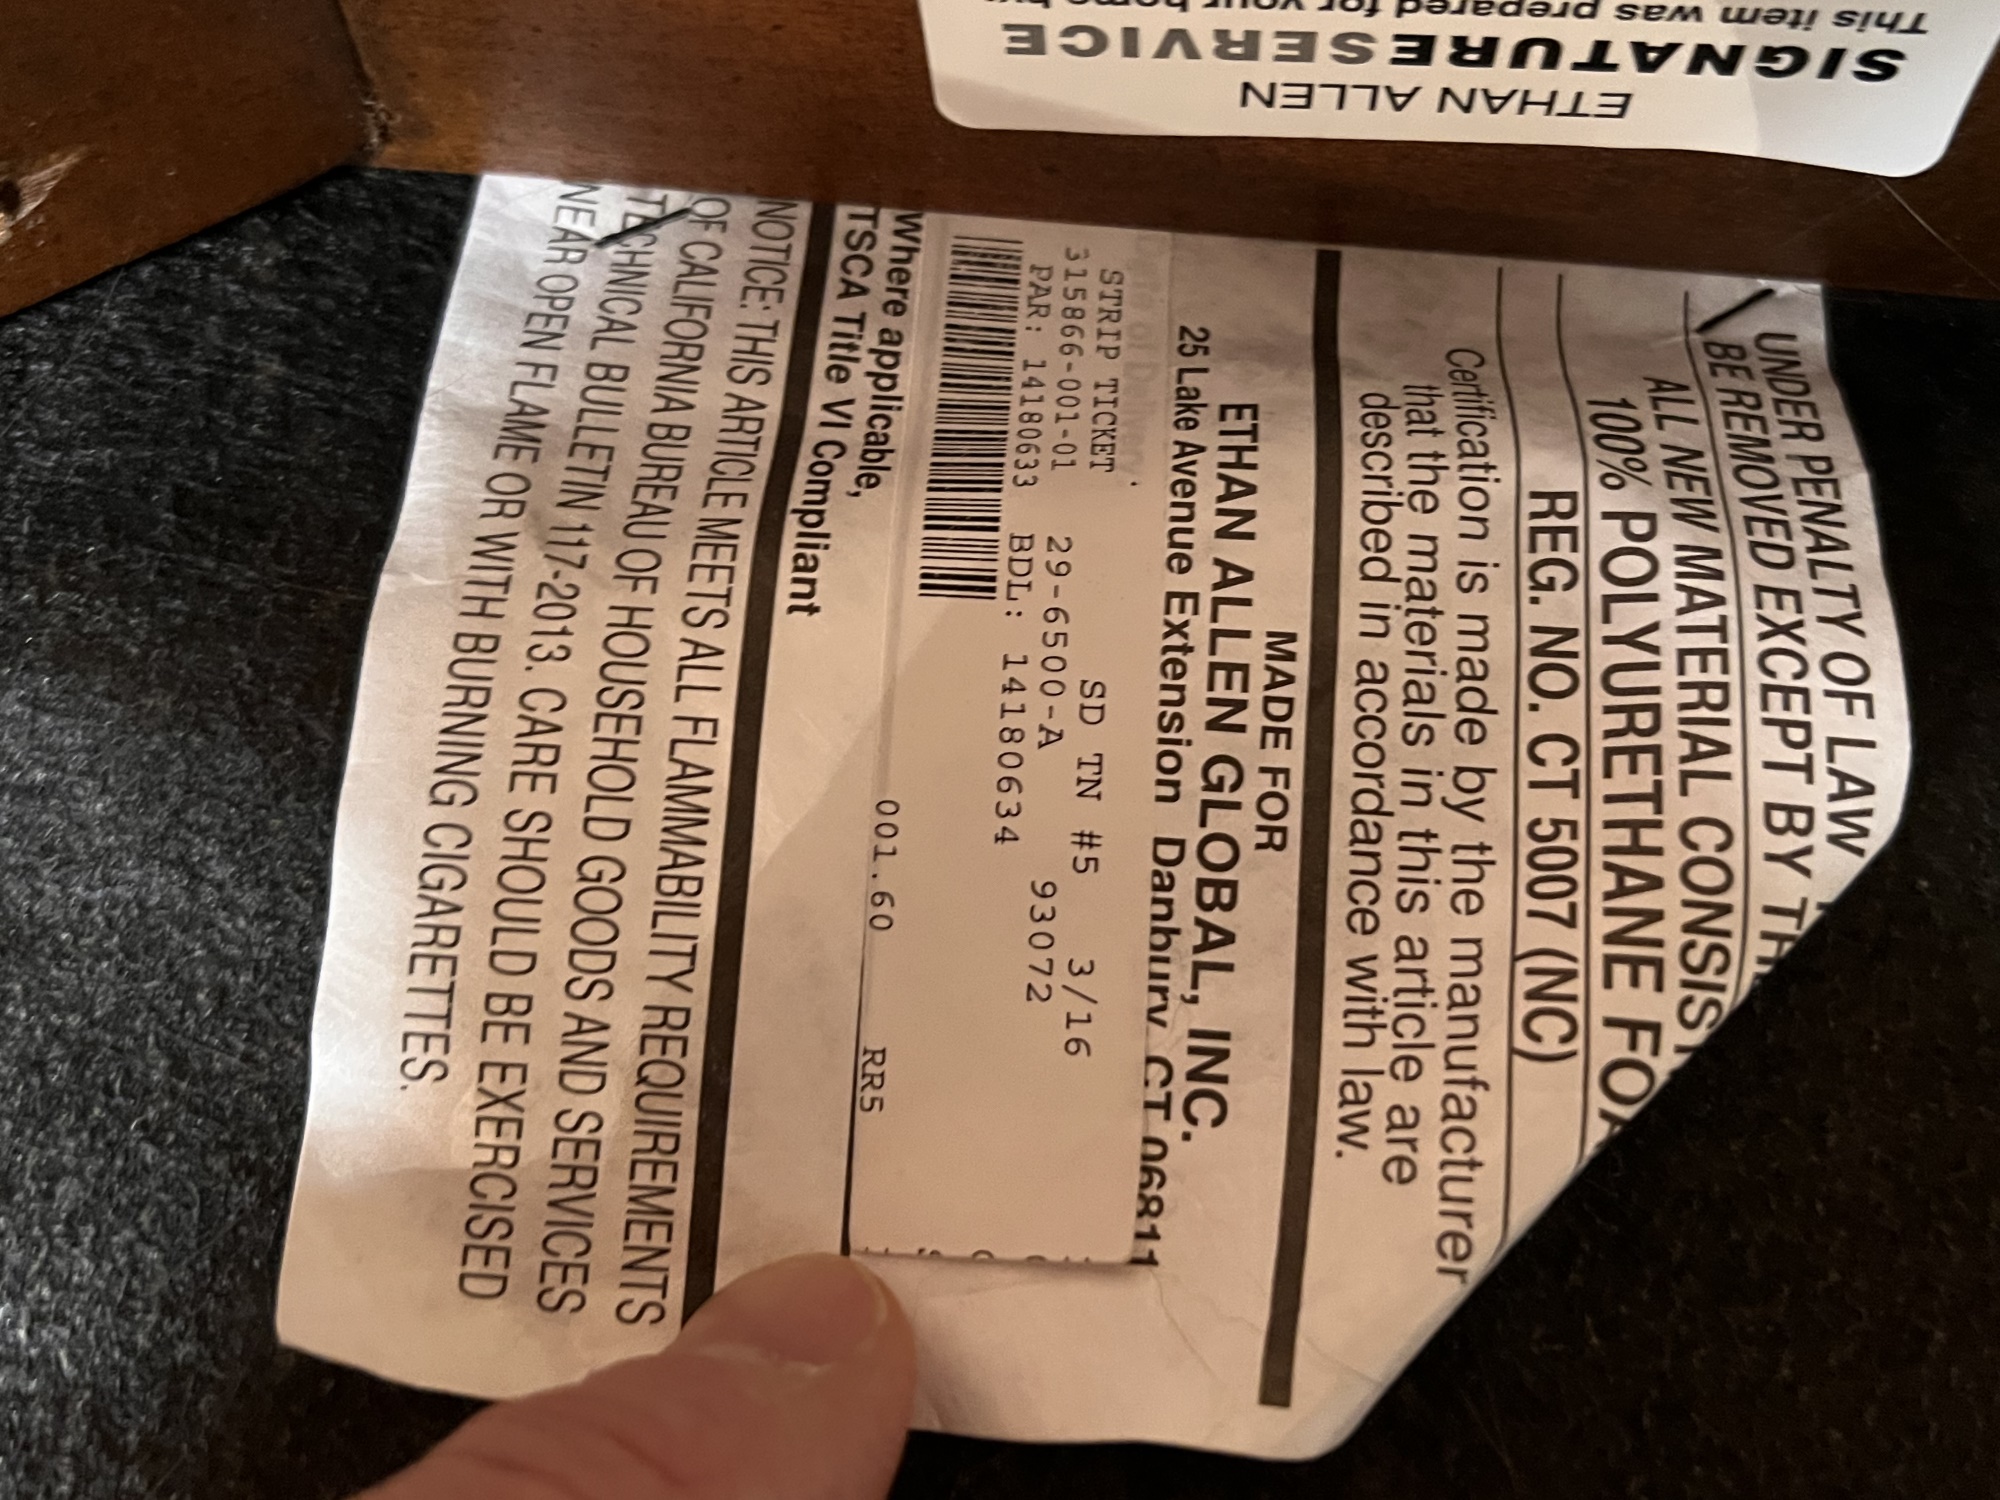 ETHAN ALLEN
SIGNATURESERVICE
This item was prepared for your home by
UNDER PENALTY OF LAW
BE REMOVED EXCEPT BY
ALL NEW MATERIAL CONSIST
100% POLYURETHANE
REG. NO. CT 5007 (NC)
Certification is made by the manufacturer
that the materials in this article are
described in accordance with law.
MADE FOR
ETHAN ALLEN GLOBAL, INC.
25 Lake Avenue Extension Danbury CT 06811
STRIP TICKET SD TN #5 3/16
315866-001-01 29-6500-A 93072
PAR: 14180633 BDL: 14180634
001.60 RR5
Where applicable,
TSCA Title VI Compliant
NOTICE: THIS ARTICLE MEETS ALL FLAMMABILITY REQUIREMENTS
OF CALIFORNIA BUREAU OF HOUSEHOLD GOODS AND SERVICES
TECHNICAL BULLETIN 117-2013. CARE SHOULD BE EXERCISED
NEAR OPEN FLAME OR WITH BURNING CIGARETTES.